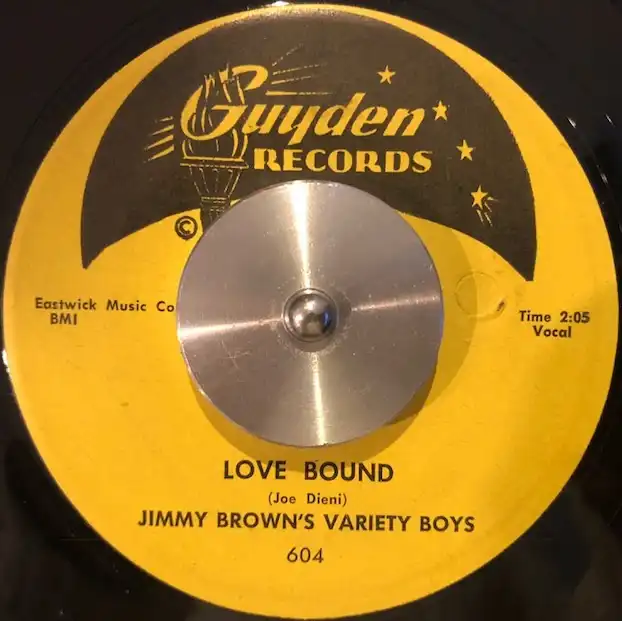 Guyden
RECORDS
©
Eastwick Music Co
BMI
Time 2:05
Vocal
LOVE BOUND
(Joe Dieni)
JIMMY BROWN'S VARIETY BOYS
604